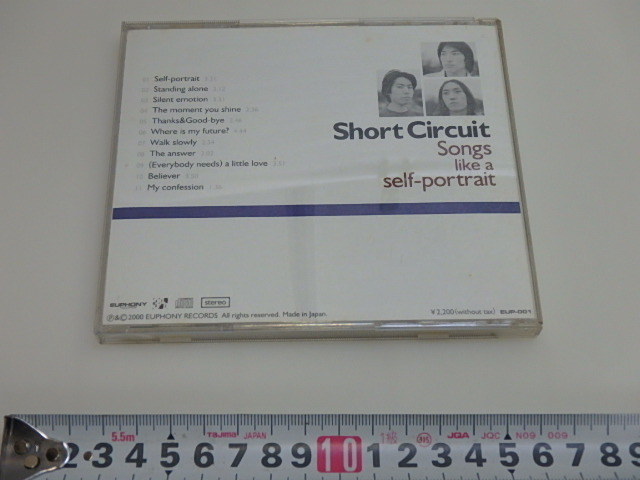 Self-portrait
Standing alone
Silent emotion
The moment you shine
Thanks&Good-bye
Where is my future?
Walk slowly
The answer
(Everybody needs) a little love
Believer
My confession
Short Circuit
Songs
like a
self-portrait
EUPHONY stereo
℗&©2000 EUPHONY RECORDS All rights reserved. Made in Japan.
¥2,200(without tax) EUP-001
5.5m Tajima JAPAN JQA JQC
2 3 4 5 6 7 8 9 10 1 2 3 4 5 6 7 8 9